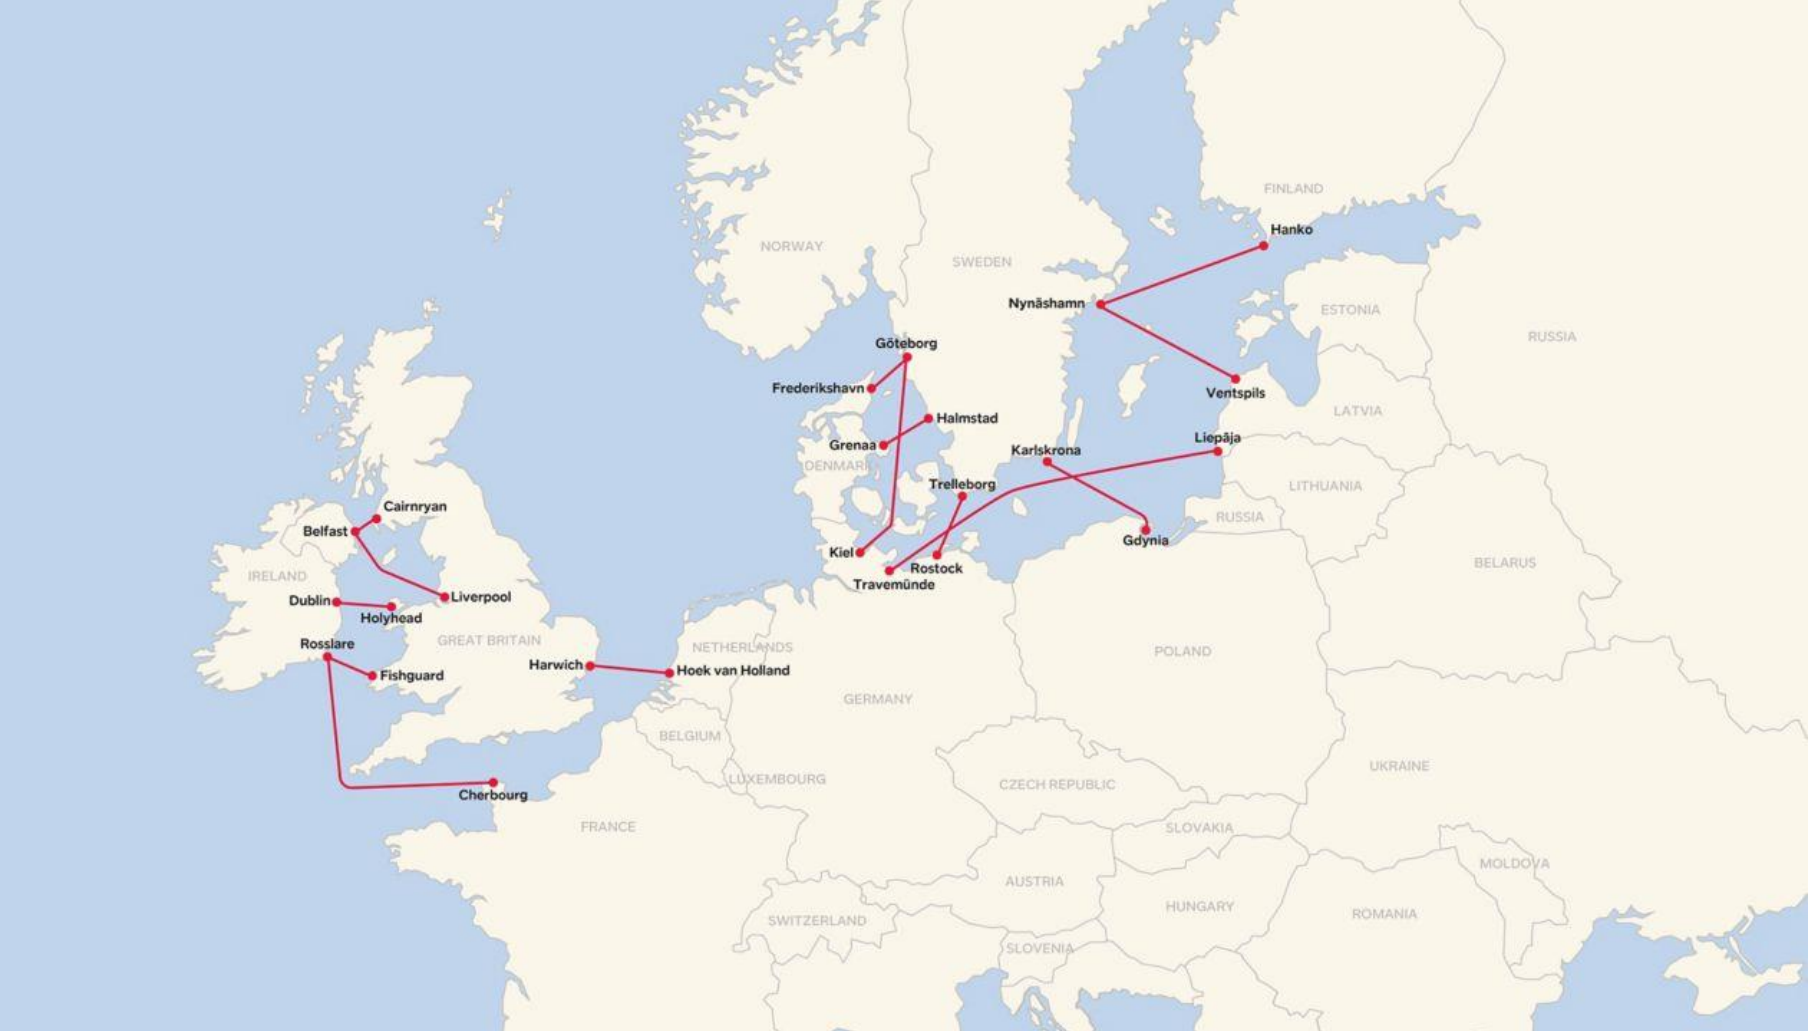 FINLAND
Hanko
NORWAY
SWEDEN
Nynäshamn
ESTONIA
RUSSIA
Göteborg
Frederikshavn
Ventspils
LATVIA
Halmstad
Grenaa
Liepāja
Karlskrona
DENMARK
Trelleborg
LITHUANIA
Cairnryan
RUSSIA
Belfast
Gdynia
Kiel
BELARUS
Rostock
IRELAND
Travemünde
Liverpool
Dublin
Holyhead
GREAT BRITAIN
Rosslare
NETHERLANDS
POLAND
Harwich
Hoek van Holland
Fishguard
GERMANY
BELGIUM
UKRAINE
LUXEMBOURG
CZECH REPUBLIC
Cherbourg
FRANCE
SLOVAKIA
MOLDOVA
AUSTRIA
HUNGARY
ROMANIA
SWITZERLAND
SLOVENIA